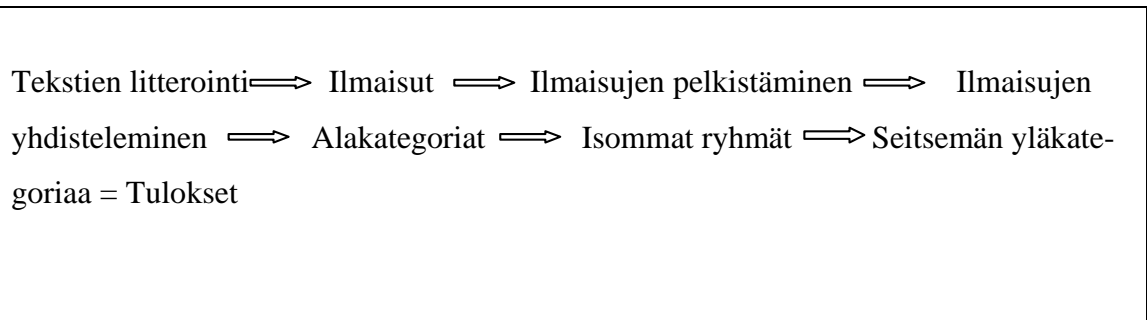 Tekstien litterointi⟹ Ilmaisut ⟹ Ilmaisujen pelkistäminen ⟹ Ilmaisujen
yhdisteleminen ⟹ Alakategoriat ⟹ Isommat ryhmät ⟹ Seitsemän yläkate-
goriaa = Tulokset